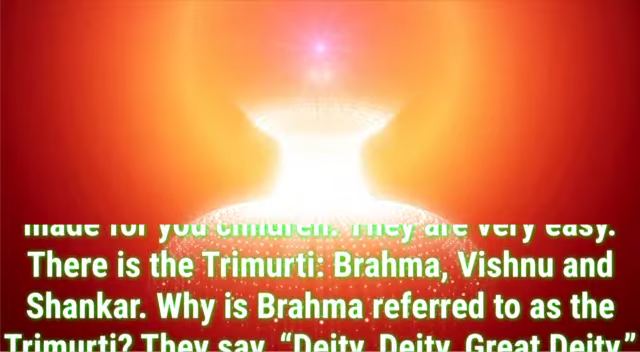 made for you children. They are very easy.
There is the Trimurti: Brahma, Vishnu and
Shankar. Why is Brahma referred to as the
Trimurti? They say, “Deity, Deity, Great Deity”